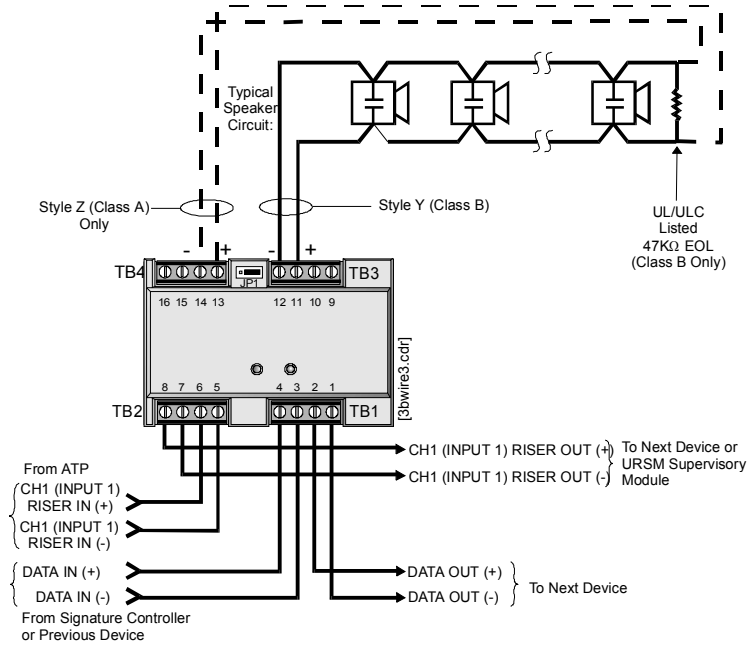 Typical
Speaker
Circuit:
Style Z (Class A)
Only
Style Y (Class B)
UL/ULC
Listed
47KΩ EOL
(Class B Only)
- + - +
TB4 JP1 TB3
16 15 14 13 12 11 10 9
[3bwire3.cdr]
8 7 6 5 4 3 2 1
TB2 TB1
CH1 (INPUT 1) RISER OUT (+)
CH1 (INPUT 1) RISER OUT (-)
To Next Device or
URSM Supervisory
Module
From ATP
CH1 (INPUT 1)
RISER IN (+)
CH1 (INPUT 1)
RISER IN (-)
DATA IN (+)
DATA IN (-)
From Signature Controller
or Previous Device
DATA OUT (+)
DATA OUT (-)
To Next Device